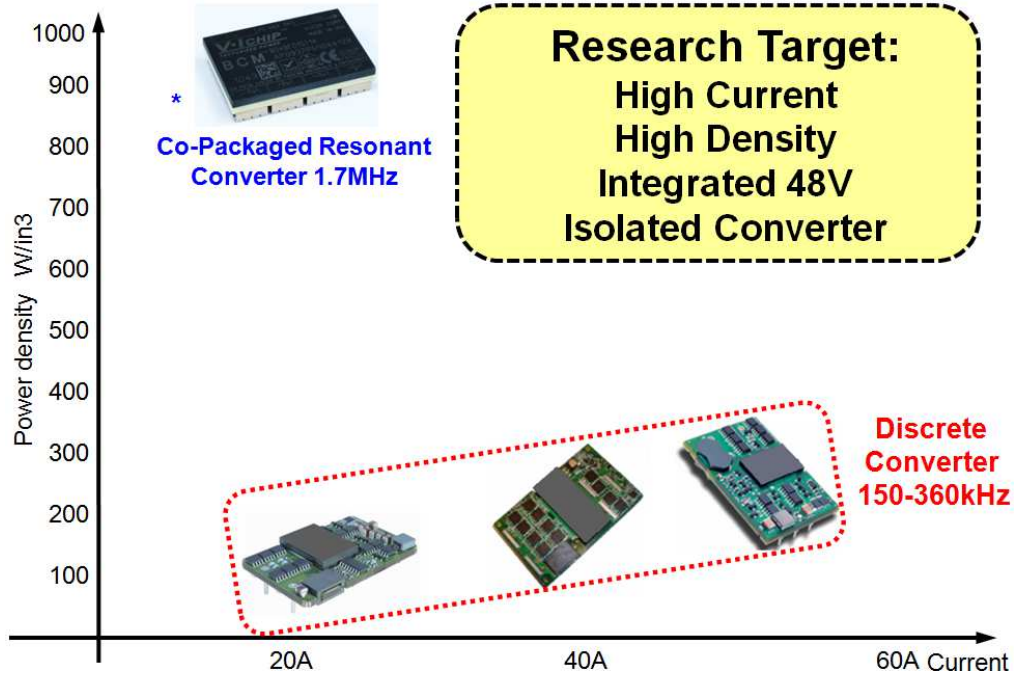 1000
900
800
700
600
500
400
300
200
100
Power density W/in3
V·I CHIP
BCM
*
Co-Packaged Resonant
Converter 1.7MHz
Research Target:
High Current
High Density
Integrated 48V
Isolated Converter
Discrete
Converter
150-360kHz
20A
40A
60A Current